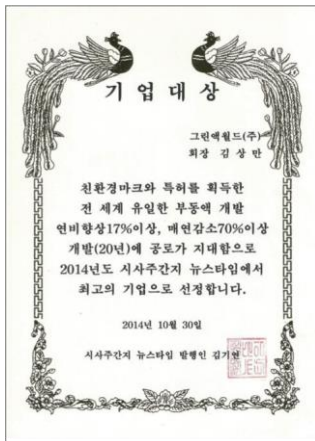 기업대상
그린액월드(주)
회장 김상만
친환경마크와 특허를 획득한
전 세계 유일한 부동액 개발
연비향상17%이상, 매연감소70%이상
개발(20년)에 공로가 지대함으로
2014년도 시사주간지 뉴스타임에서
최고의 기업으로 선정합니다.
2014년 10월 30일
시사주간지 뉴스타임 발행인 김기연